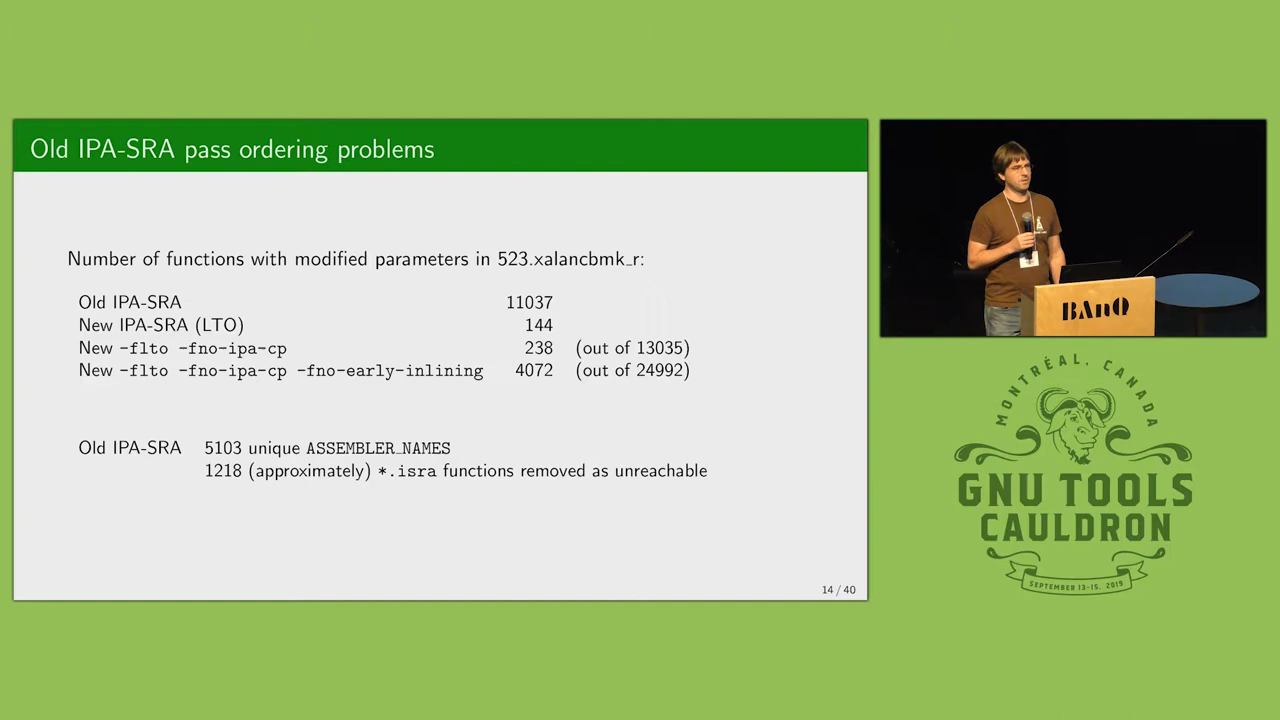 Old IPA-SRA pass ordering problems
Number of functions with modified parameters in 523.xalancbmk_r:
Old IPA-SRA 11037
New IPA-SRA (LTO) 144
New -flto -fno-ipa-cp 238 (out of 13035)
New -flto -fno-ipa-cp -fno-early-inlining 4072 (out of 24992)
Old IPA-SRA 5103 unique ASSEMBLER_NAMES
1218 (approximately) *.isra functions removed as unreachable
14 / 40
BAnQ
MONTRÉAL, CANADA
GNU TOOLS
CAULDRON
SEPTEMBER 13-15, 2019